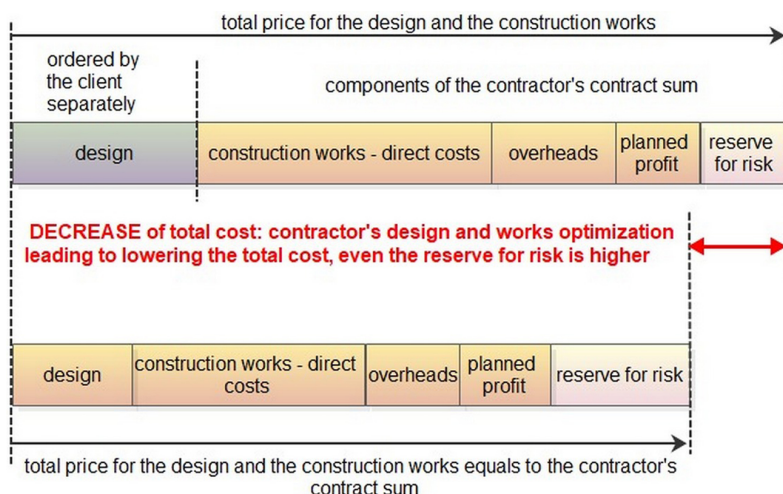 total price for the design and the construction works
ordered by
the client
separately
components of the contractor's contract sum
design
construction works - direct costs
overheads
planned
profit
reserve
for risk
DECREASE of total cost: contractor's design and works optimization
leading to lowering the total cost, even the reserve for risk is higher
design
construction works - direct
costs
overheads
planned
profit
reserve for risk
total price for the design and the construction works equals to the contractor's
contract sum